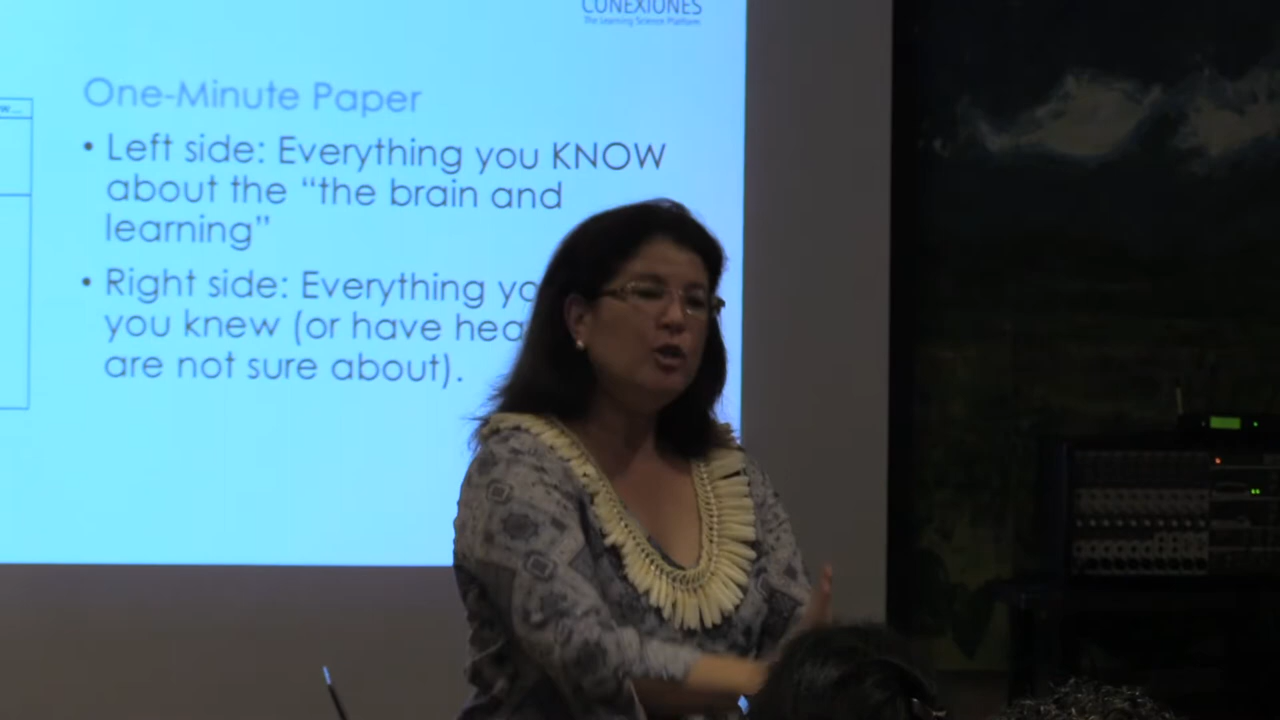 CONEXIONES
The Learning Science Platform
w...
One-Minute Paper
• Left side: Everything you KNOW
about the “the brain and
learning”
• Right side: Everything yo
you knew (or have hea
are not sure about).